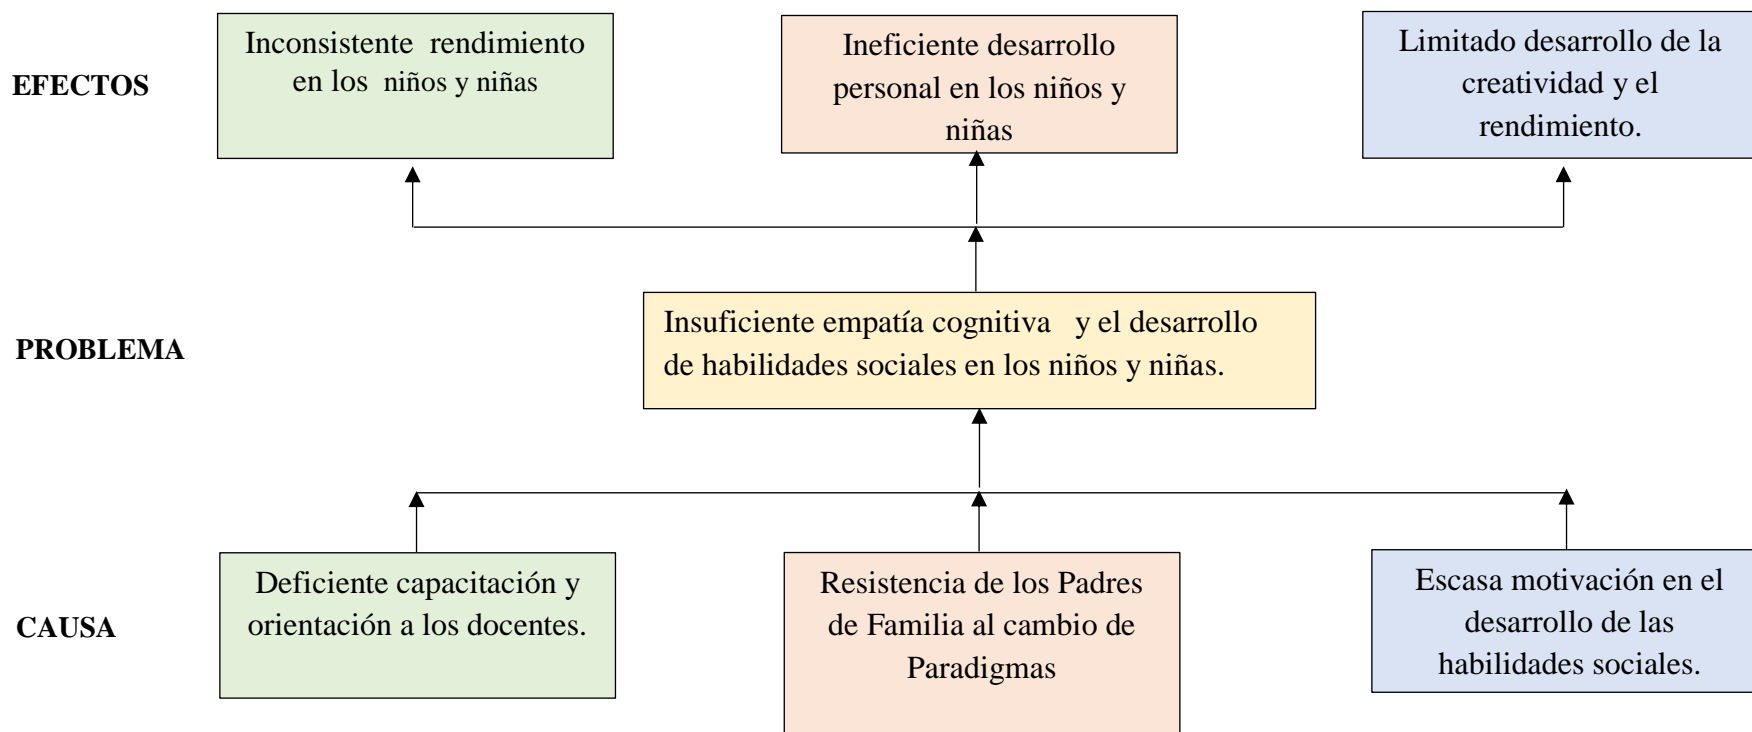 Inconsistente rendimiento
en los niños y niñas
Ineficiente desarrollo
personal en los niños y
niñas
Limitado desarrollo de la
creatividad y el
rendimiento.
EFECTOS
Insuficiente empatía cognitiva y el desarrollo
de habilidades sociales en los niños y niñas.
PROBLEMA
Deficiente capacitación y
orientación a los docentes.
Resistencia de los Padres
de Familia al cambio de
Paradigmas
Escasa motivación en el
desarrollo de las
habilidades sociales.
CAUSA